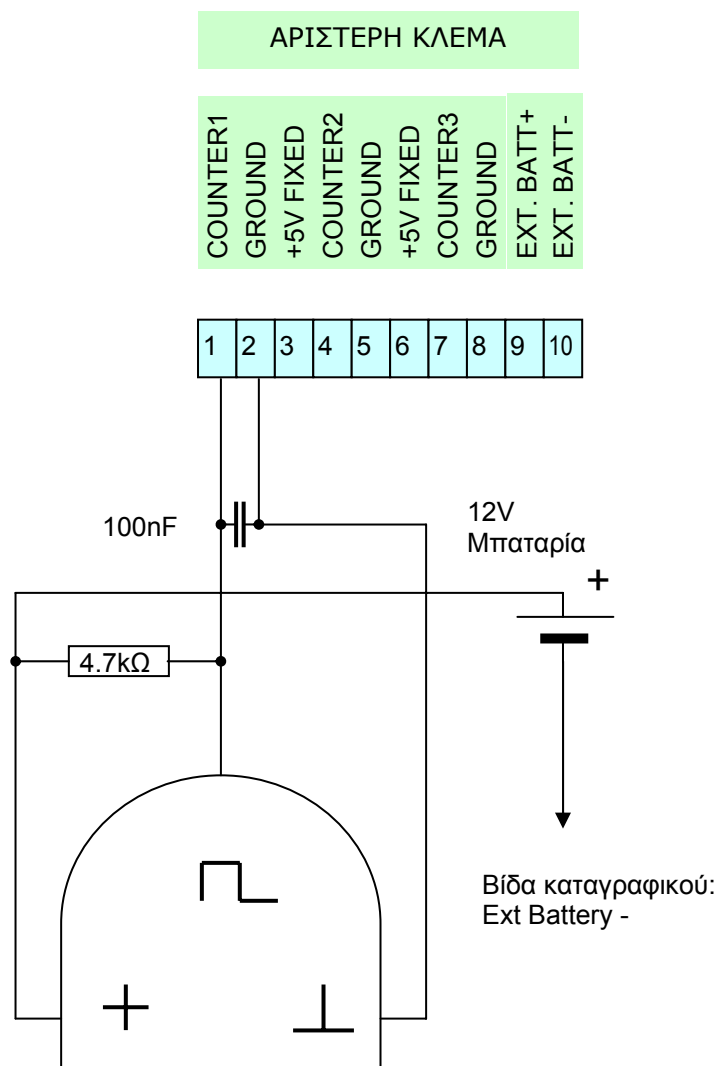 ΑΡΙΣΤΕΡΗ ΚΛΕΜΑ
COUNTER1
GROUND
+5V FIXED
COUNTER2
GROUND
+5V FIXED
COUNTER3
GROUND
EXT. BATT+
EXT. BATT-
1 2 3 4 5 6 7 8 9 10
100nF
12V
Μπαταρία
+
4.7kΩ
Βίδα καταγραφικού:
Ext Battery -
+